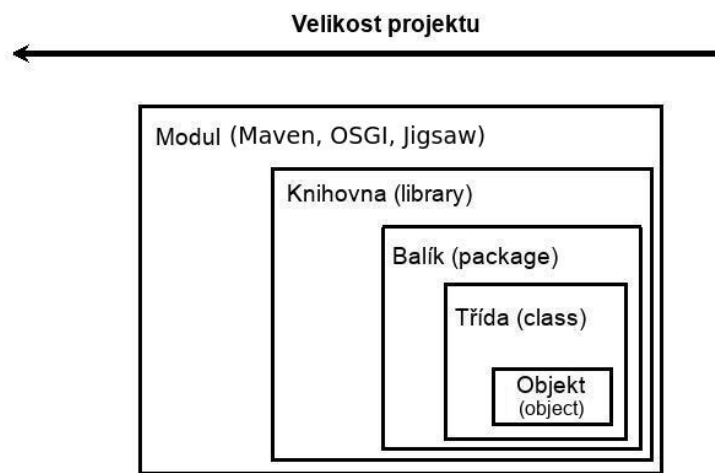 Velikost projektu
Modul (Maven, OSGI, Jigsaw)
Knihovna (library)
Balík (package)
Třída (class)
Objekt
(object)